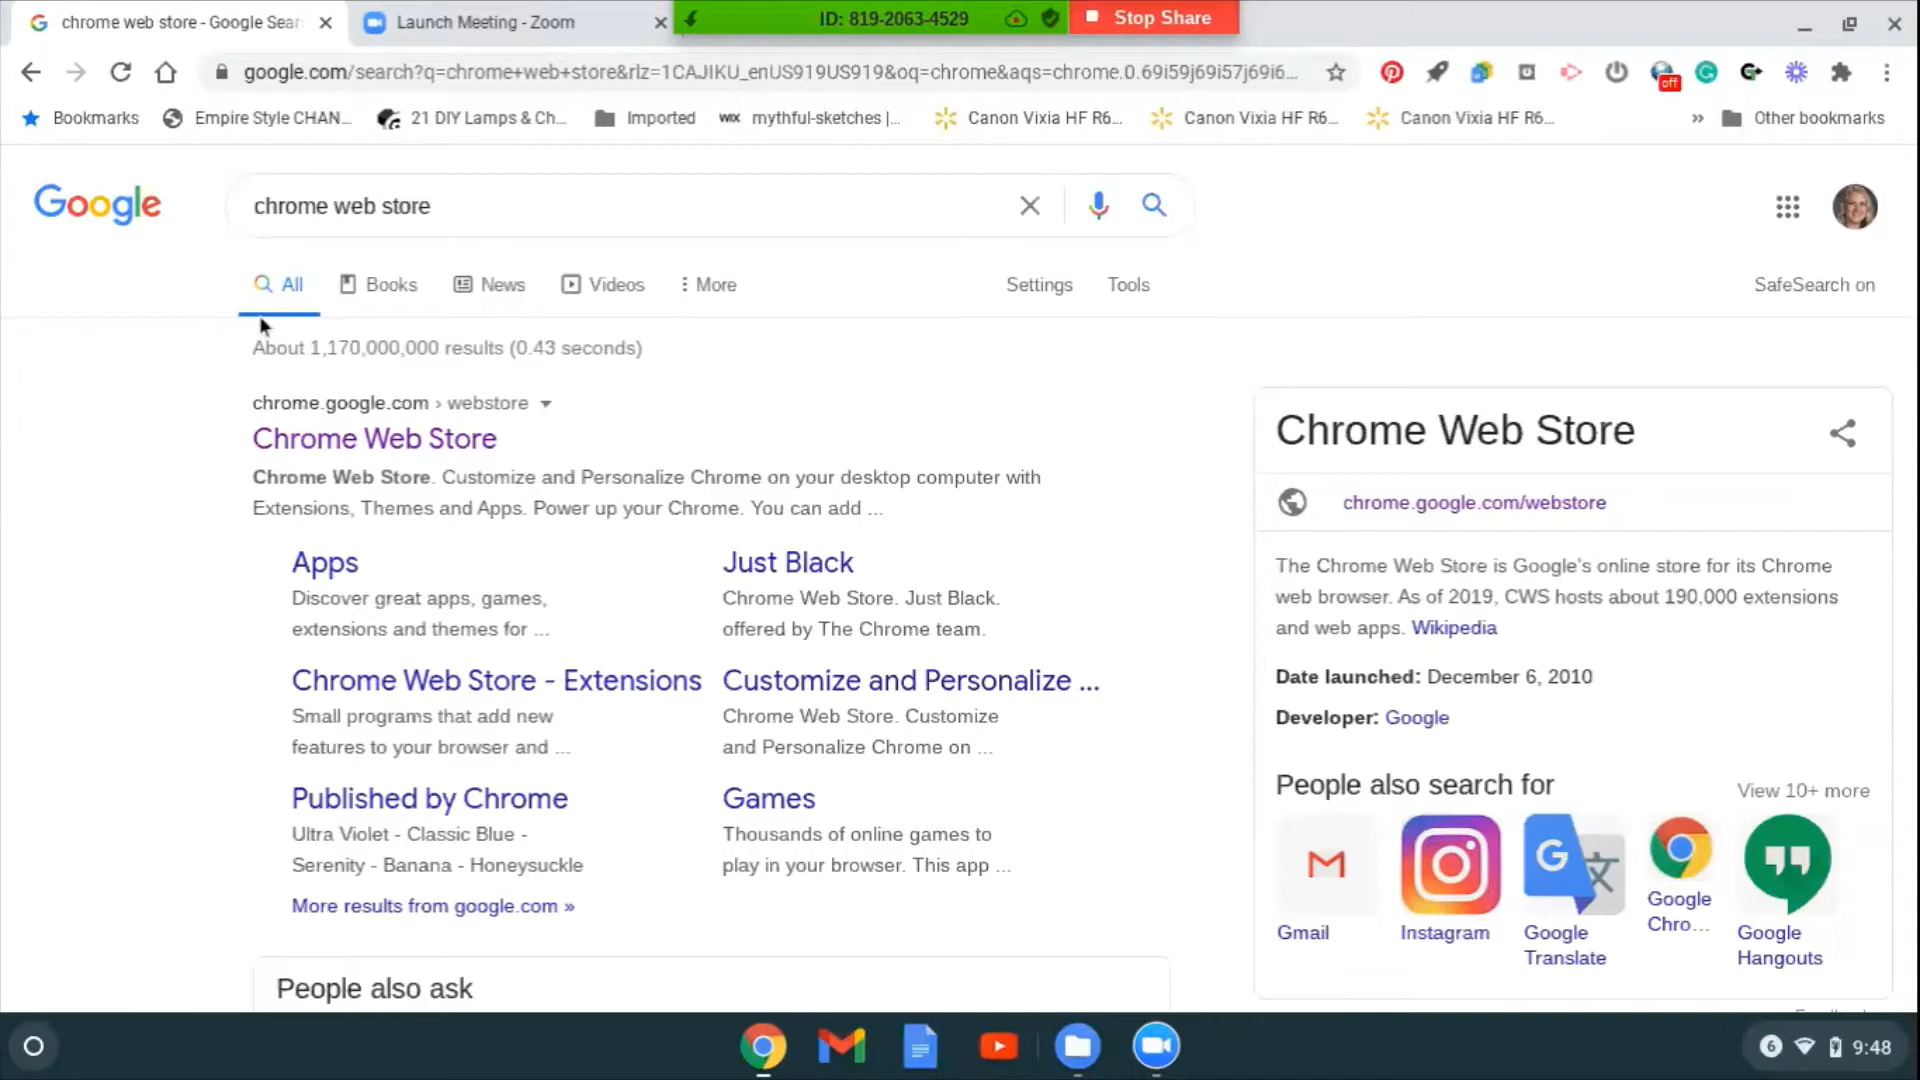 chrome web store - Google Sear
Launch Meeting - Zoom
ID: 819-2063-4529
Stop Share
google.com/search?q=chrome+web+store&rlz=1CAJIKU_enUS919US919&oq=chrome&aqs=chrome.0.69i59j69i57j69i6...
off
Bookmarks
Empire Style CHAN...
21 DIY Lamps & Ch...
Imported
WIX mythful-sketches |...
Canon Vixia HF R6...
Canon Vixia HF R6...
Canon Vixia HF R6...
»
Other bookmarks
Google
chrome web store
All
Books
News
Videos
More
Settings
Tools
SafeSearch on
About 1,170,000,000 results (0.43 seconds)
chrome.google.com › webstore
Chrome Web Store
Chrome Web Store. Customize and Personalize Chrome on your desktop computer with
Extensions, Themes and Apps. Power up your Chrome. You can add ...
Apps
Discover great apps, games,
extensions and themes for ...
Just Black
Chrome Web Store. Just Black.
offered by The Chrome team.
Chrome Web Store - Extensions
Small programs that add new
features to your browser and ...
Customize and Personalize ...
Chrome Web Store. Customize
and Personalize Chrome on ...
Published by Chrome
Ultra Violet - Classic Blue -
Serenity - Banana - Honeysuckle
Games
Thousands of online games to
play in your browser. This app ...
More results from google.com »
People also ask
Chrome Web Store
chrome.google.com/webstore
The Chrome Web Store is Google's online store for its Chrome
web browser. As of 2019, CWS hosts about 190,000 extensions
and web apps. Wikipedia
Date launched: December 6, 2010
Developer: Google
People also search for
View 10+ more
Gmail
Instagram
Google
Translate
Google
Chro...
Google
Hangouts
6
9:48